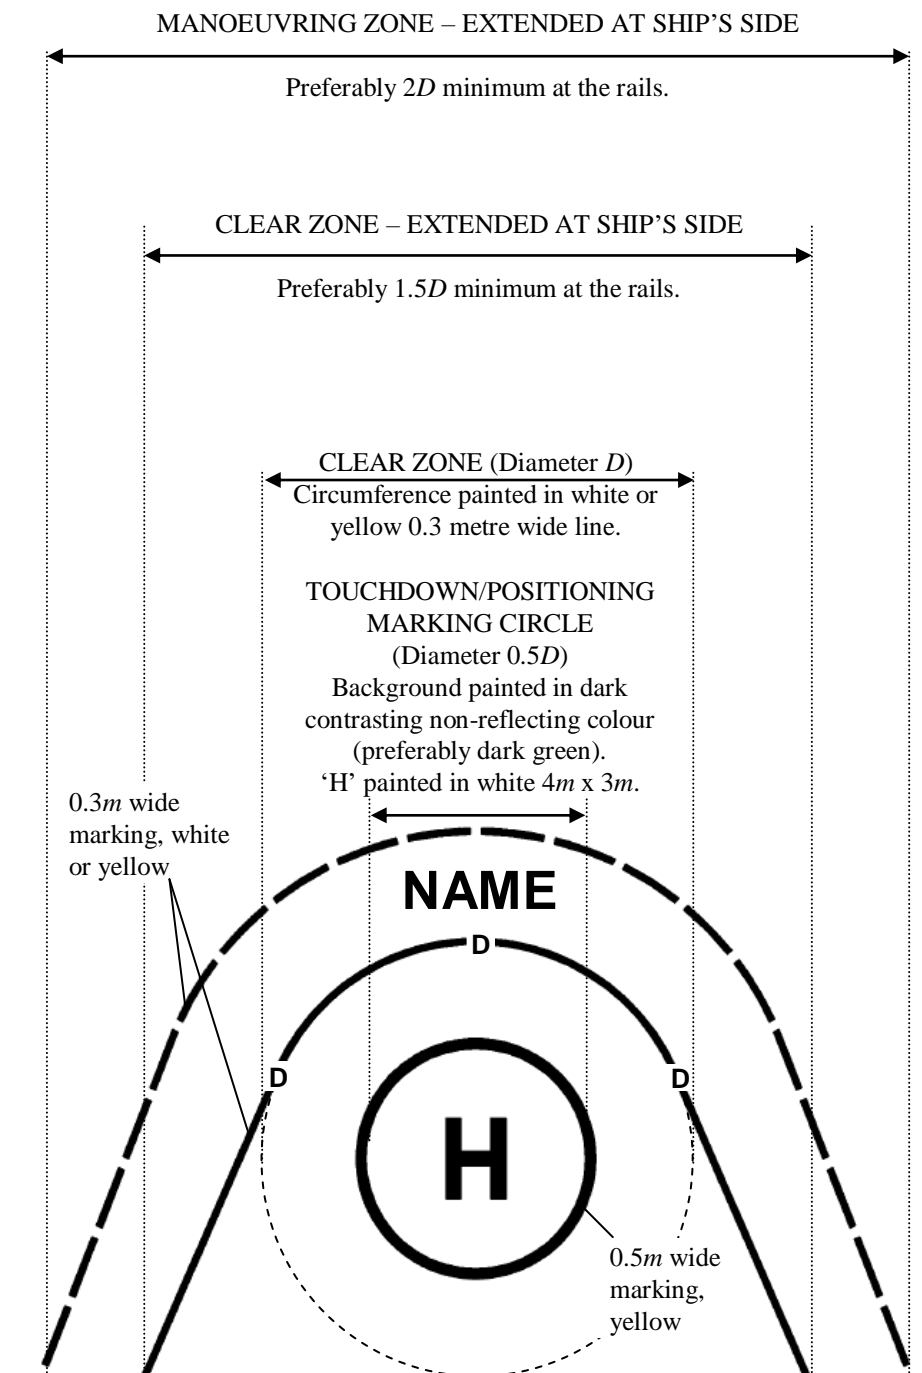 MANOEUVRING ZONE – EXTENDED AT SHIP’S SIDE
Preferably 2D minimum at the rails.
CLEAR ZONE – EXTENDED AT SHIP’S SIDE
Preferably 1.5D minimum at the rails.
CLEAR ZONE (Diameter D)
Circumference painted in white or
yellow 0.3 metre wide line.
TOUCHDOWN/POSITIONING
MARKING CIRCLE
(Diameter 0.5D)
Background painted in dark
contrasting non-reflecting colour
(preferably dark green).
‘H’ painted in white 4m x 3m.
0.3m wide
marking, white
or yellow
NAME
D
D
D
H
0.5m wide
marking,
yellow